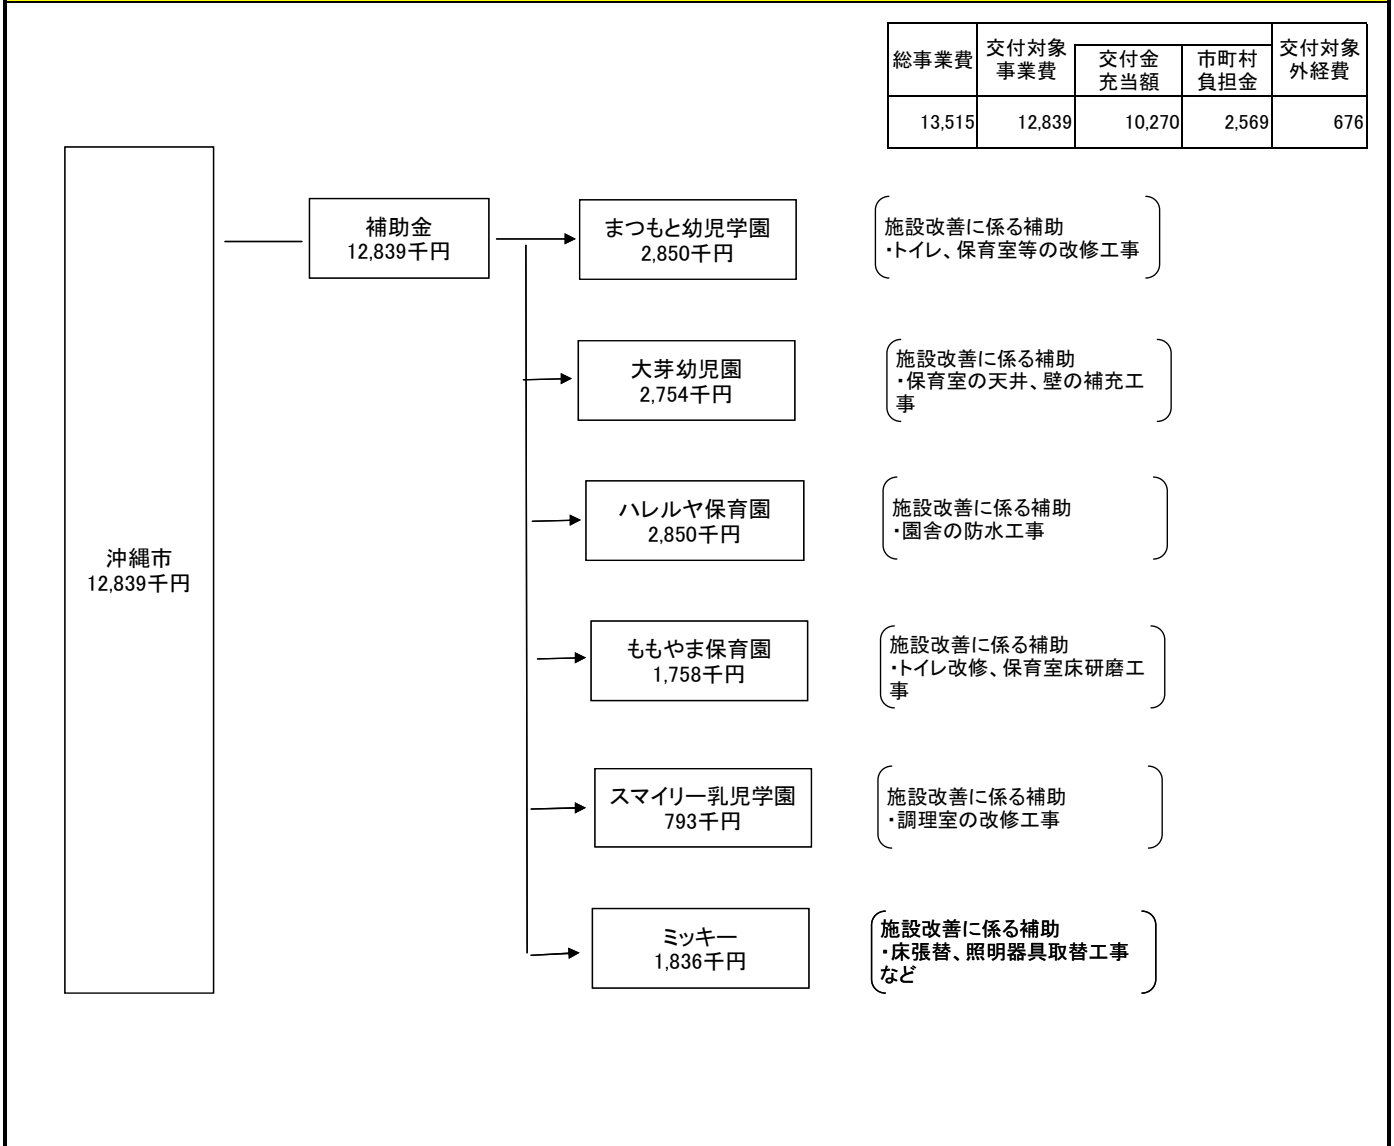 総事業費
交付対象
事業費
交付金
充当額
市町村
負担金
交付対象
外経費
13,515 12,839 10,270 2,569 676
沖縄市
12,839千円
補助金
12,839千円
まつもと幼児学園
2,850千円
施設改善に係る補助
・トイレ、保育室等の改修工事
大芽幼児園
2,754千円
施設改善に係る補助
・保育室の天井、壁の補充工
事
ハレルヤ保育園
2,850千円
施設改善に係る補助
・園舎の防水工事
ももやま保育園
1,758千円
施設改善に係る補助
・トイレ改修、保育室床研磨工
事
スマイリー乳児学園
793千円
施設改善に係る補助
・調理室の改修工事
ミッキー
1,836千円
施設改善に係る補助
・床張替、照明器具取替工事
など